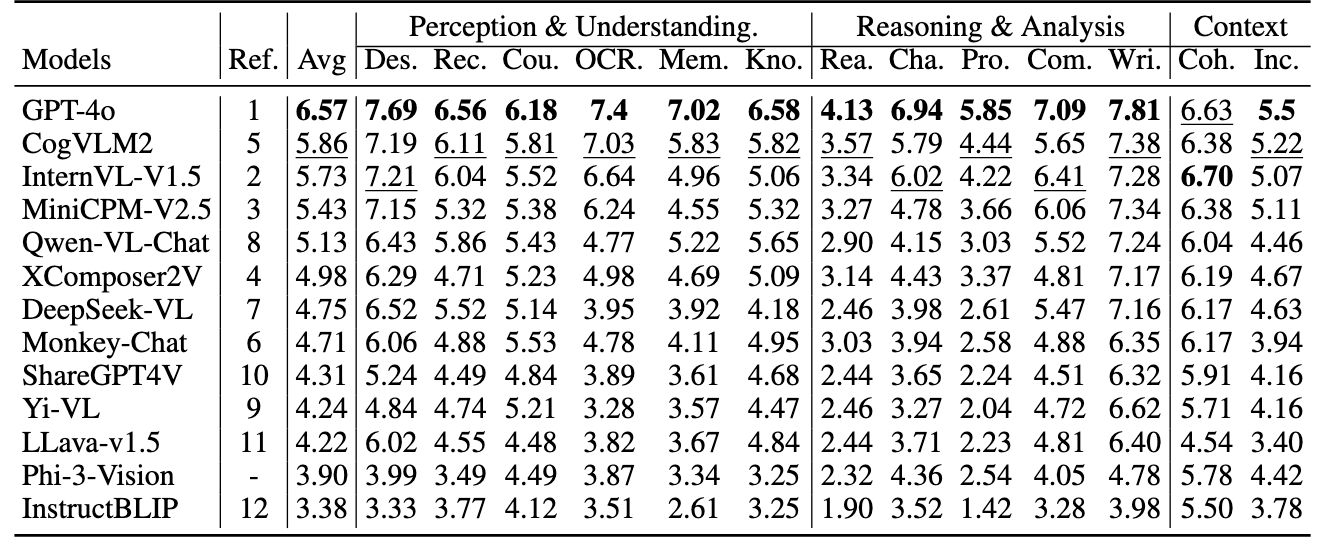 Models Ref. Avg Perception & Understanding. Reasoning & Analysis Context
Des. Rec. Cou. OCR. Mem. Kno. Rea. Cha. Pro. Com. Wri. Coh. Inc.
GPT-4o 1 6.57 7.69 6.56 6.18 7.4 7.02 6.58 4.13 6.94 5.85 7.09 7.81 6.63 5.5
CogVLM2 5 5.86 7.19 6.11 5.81 7.03 5.83 5.82 3.57 5.79 4.44 5.65 7.38 6.38 5.22
InternVL-V1.5 2 5.73 7.21 6.04 5.52 6.64 4.96 5.06 3.34 6.02 4.22 6.41 7.28 6.70 5.07
MiniCPM-V2.5 3 5.43 7.15 5.32 5.38 6.24 4.55 5.32 3.27 4.78 3.66 6.06 7.34 6.38 5.11
Qwen-VL-Chat 8 5.13 6.43 5.86 5.43 4.77 5.22 5.65 2.90 4.15 3.03 5.52 7.24 6.04 4.46
XComposer2V 4 4.98 6.29 4.71 5.23 4.98 4.69 5.09 3.14 4.43 3.37 4.81 7.17 6.19 4.67
DeepSeek-VL 7 4.75 6.52 5.52 5.14 3.95 3.92 4.18 2.46 3.98 2.61 5.47 7.16 6.17 4.63
Monkey-Chat 6 4.71 6.06 4.88 5.53 4.78 4.11 4.95 3.03 3.94 2.58 4.88 6.35 6.17 3.94
ShareGPT4V 10 4.31 5.24 4.49 4.84 3.89 3.61 4.68 2.44 3.65 2.24 4.51 6.32 5.91 4.16
Yi-VL 9 4.24 4.84 4.74 5.21 3.28 3.57 4.47 2.46 3.27 2.04 4.72 6.62 5.71 4.16
LLava-v1.5 11 4.22 6.02 4.55 4.48 3.82 3.67 4.84 2.44 3.71 2.23 4.81 6.40 4.54 3.40
Phi-3-Vision - 3.90 3.99 3.49 4.49 3.87 3.34 3.25 2.32 4.36 2.54 4.05 4.78 5.78 4.42
InstructBLIP 12 3.38 3.33 3.77 4.12 3.51 2.61 3.25 1.90 3.52 1.42 3.28 3.98 5.50 3.78